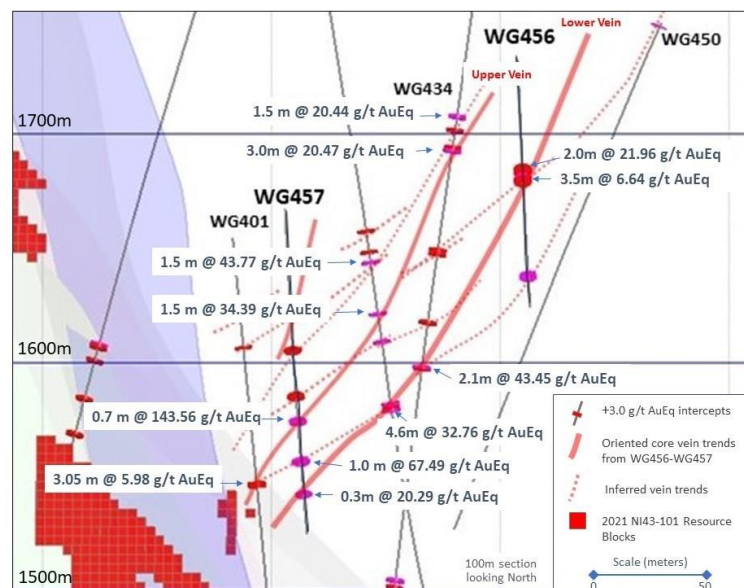 Lower Vein
WG456
WG450
Upper Vein
WG434
1.5 m @ 20.44 g/t AuEq
1700m
3.0m @ 20.47 g/t AuEq
2.0m @ 21.96 g/t AuEq
3.5m @ 6.64 g/t AuEq
WG457
WG401
1.5 m @ 43.77 g/t AuEq
1.5 m @ 34.39 g/t AuEq
1600m
2.1m @ 43.45 g/t AuEq
0.7 m @ 143.56 g/t AuEq
4.6m @ 32.76 g/t AuEq
1.0 m @ 67.49 g/t AuEq
3.05 m @ 5.98 g/t AuEq
0.3m @ 20.29 g/t AuEq
+3.0 g/t AuEq intercepts
Oriented core vein trends
from WG456-WG457
Inferred vein trends
2021 NI43-101 Resource
Blocks
100m section
looking North
Scale (meters)
0 50
1500m